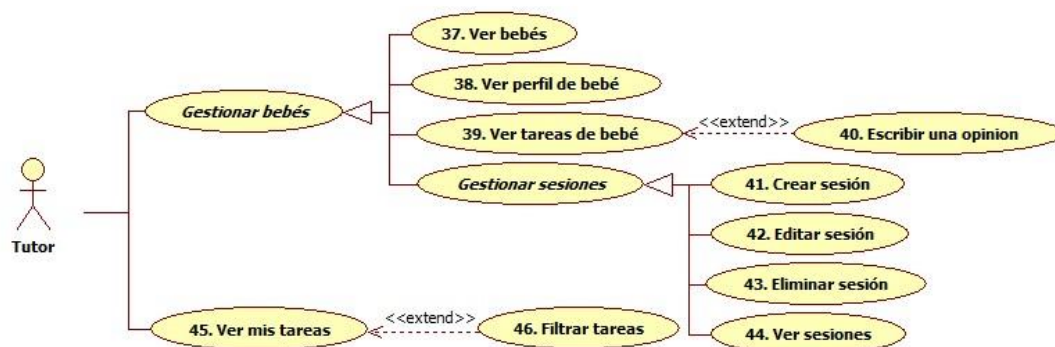 37. Ver bebés
38. Ver perfil de bebé
Gestionar bebés
<<extend>>
39. Ver tareas de bebé
40. Escribir una opinion
Gestionar sesiones
41. Crear sesión
Tutor
42. Editar sesión
43. Eliminar sesión
<<extend>>
45. Ver mis tareas
46. Filtrar tareas
44. Ver sesiones